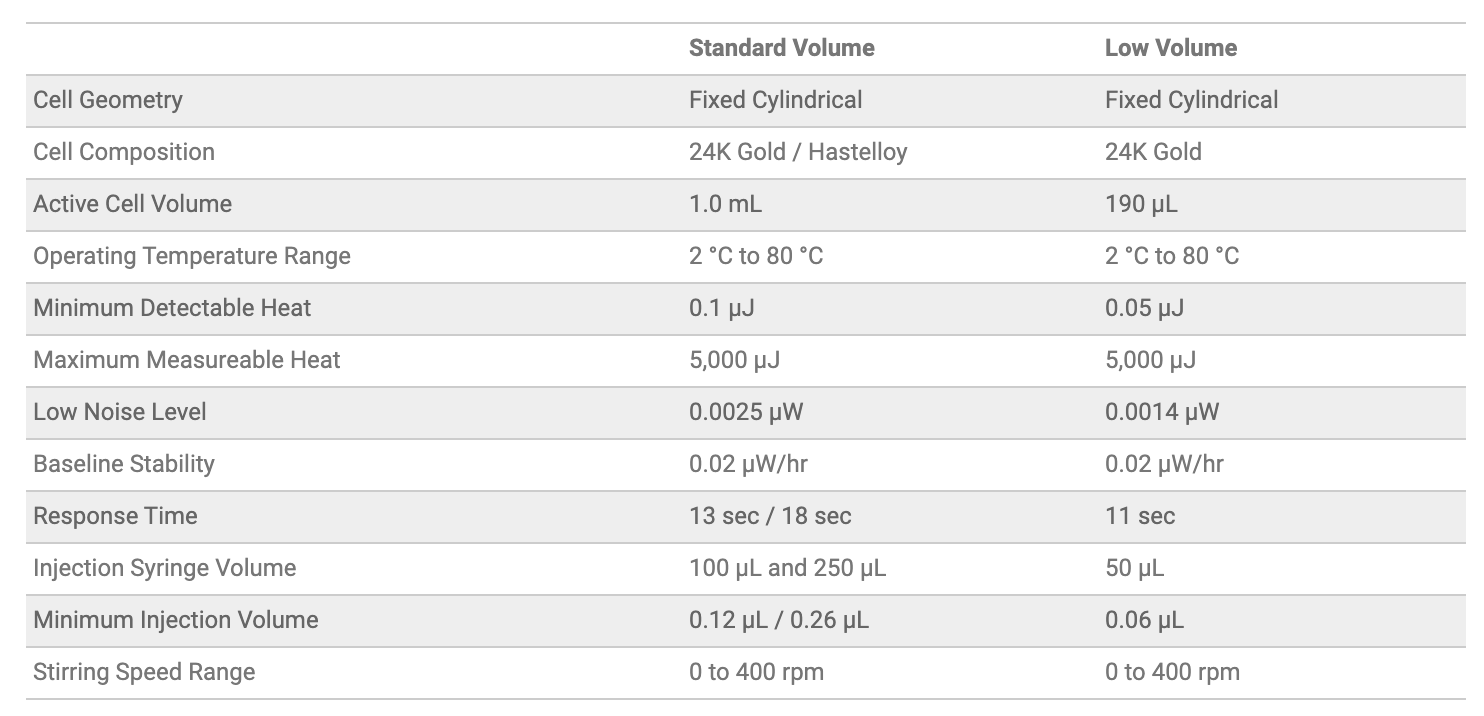 Standard Volume Low Volume
Cell Geometry Fixed Cylindrical Fixed Cylindrical
Cell Composition 24K Gold / Hastelloy 24K Gold
Active Cell Volume 1.0 mL 190 µL
Operating Temperature Range 2 °C to 80 °C 2 °C to 80 °C
Minimum Detectable Heat 0.1 µJ 0.05 µJ
Maximum Measureable Heat 5,000 µJ 5,000 µJ
Low Noise Level 0.0025 µW 0.0014 µW
Baseline Stability 0.02 µW/hr 0.02 µW/hr
Response Time 13 sec / 18 sec 11 sec
Injection Syringe Volume 100 µL and 250 µL 50 µL
Minimum Injection Volume 0.12 µL / 0.26 µL 0.06 µL
Stirring Speed Range 0 to 400 rpm 0 to 400 rpm